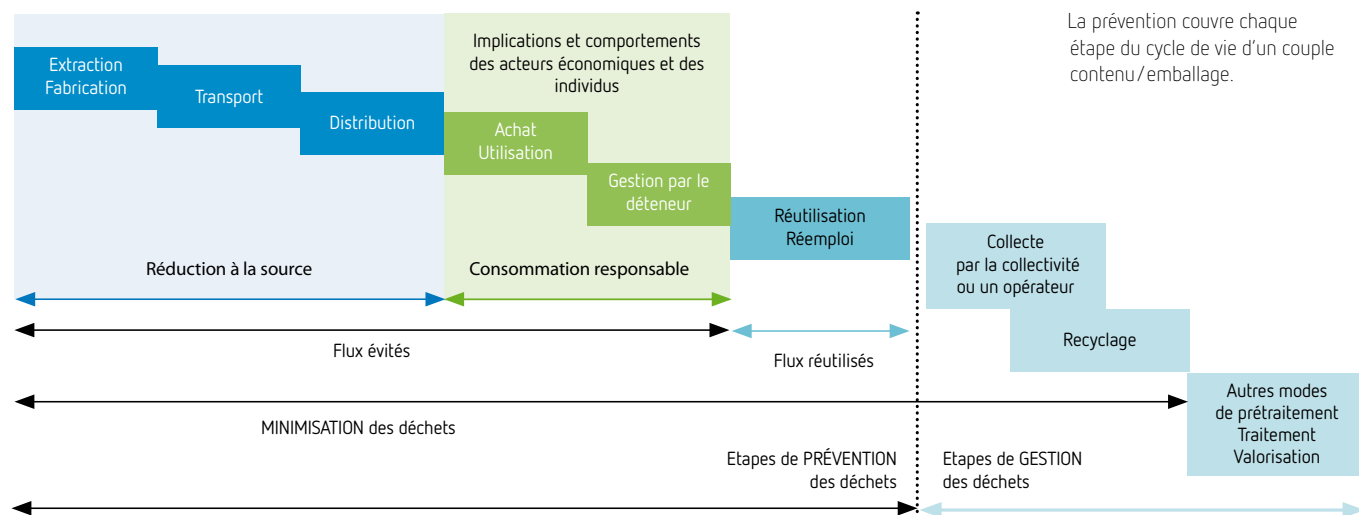 La prévention couvre chaque
étape du cycle de vie d'un couple
contenu/emballage.
Implications et comportements
des acteurs économiques et des
individus
Extraction
Fabrication
Transport
Distribution
Achat
Utilisation
Gestion par le
déteneur
Réutilisation
Réemploi
Collecte
par la collectivité
ou un opérateur
Recyclage
Autres modes
de prétraitement
Traitement
Valorisation
Réduction à la source
Consommation responsable
Flux évités
Flux réutilisés
MINIMISATION des déchets
Etapes de PRÉVENTION
des déchets
Etapes de GESTION
des déchets